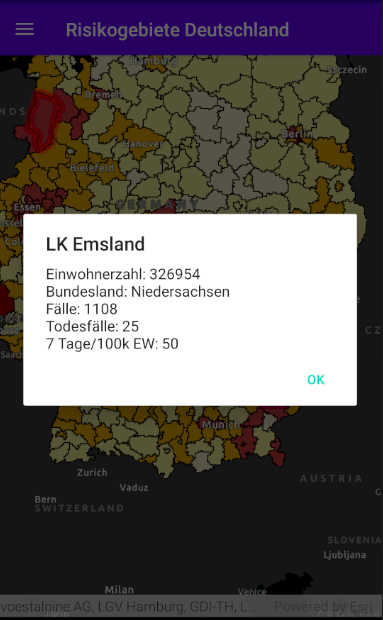 Risikogebiete Deutschland
Hamburg
Szczecin
Bremen
NDS
Hanover
Berlin
Bielefeld
Essen
GERMANY
LK Emsland
Einwohnerzahl: 326954
Bundesland: Niedersachsen
Fälle: 1108
Todesfälle: 25
7 Tage/100k EW: 50
OK
CZ
Munich
Zurich
Vaduz
AUSTRIA
Bern
SWITZERLAND
SLOVENIA
Ljubljana
Milan
Venice
voestalpine AG, LGV Hamburg, GDI-TH, L...
Powered by Esri